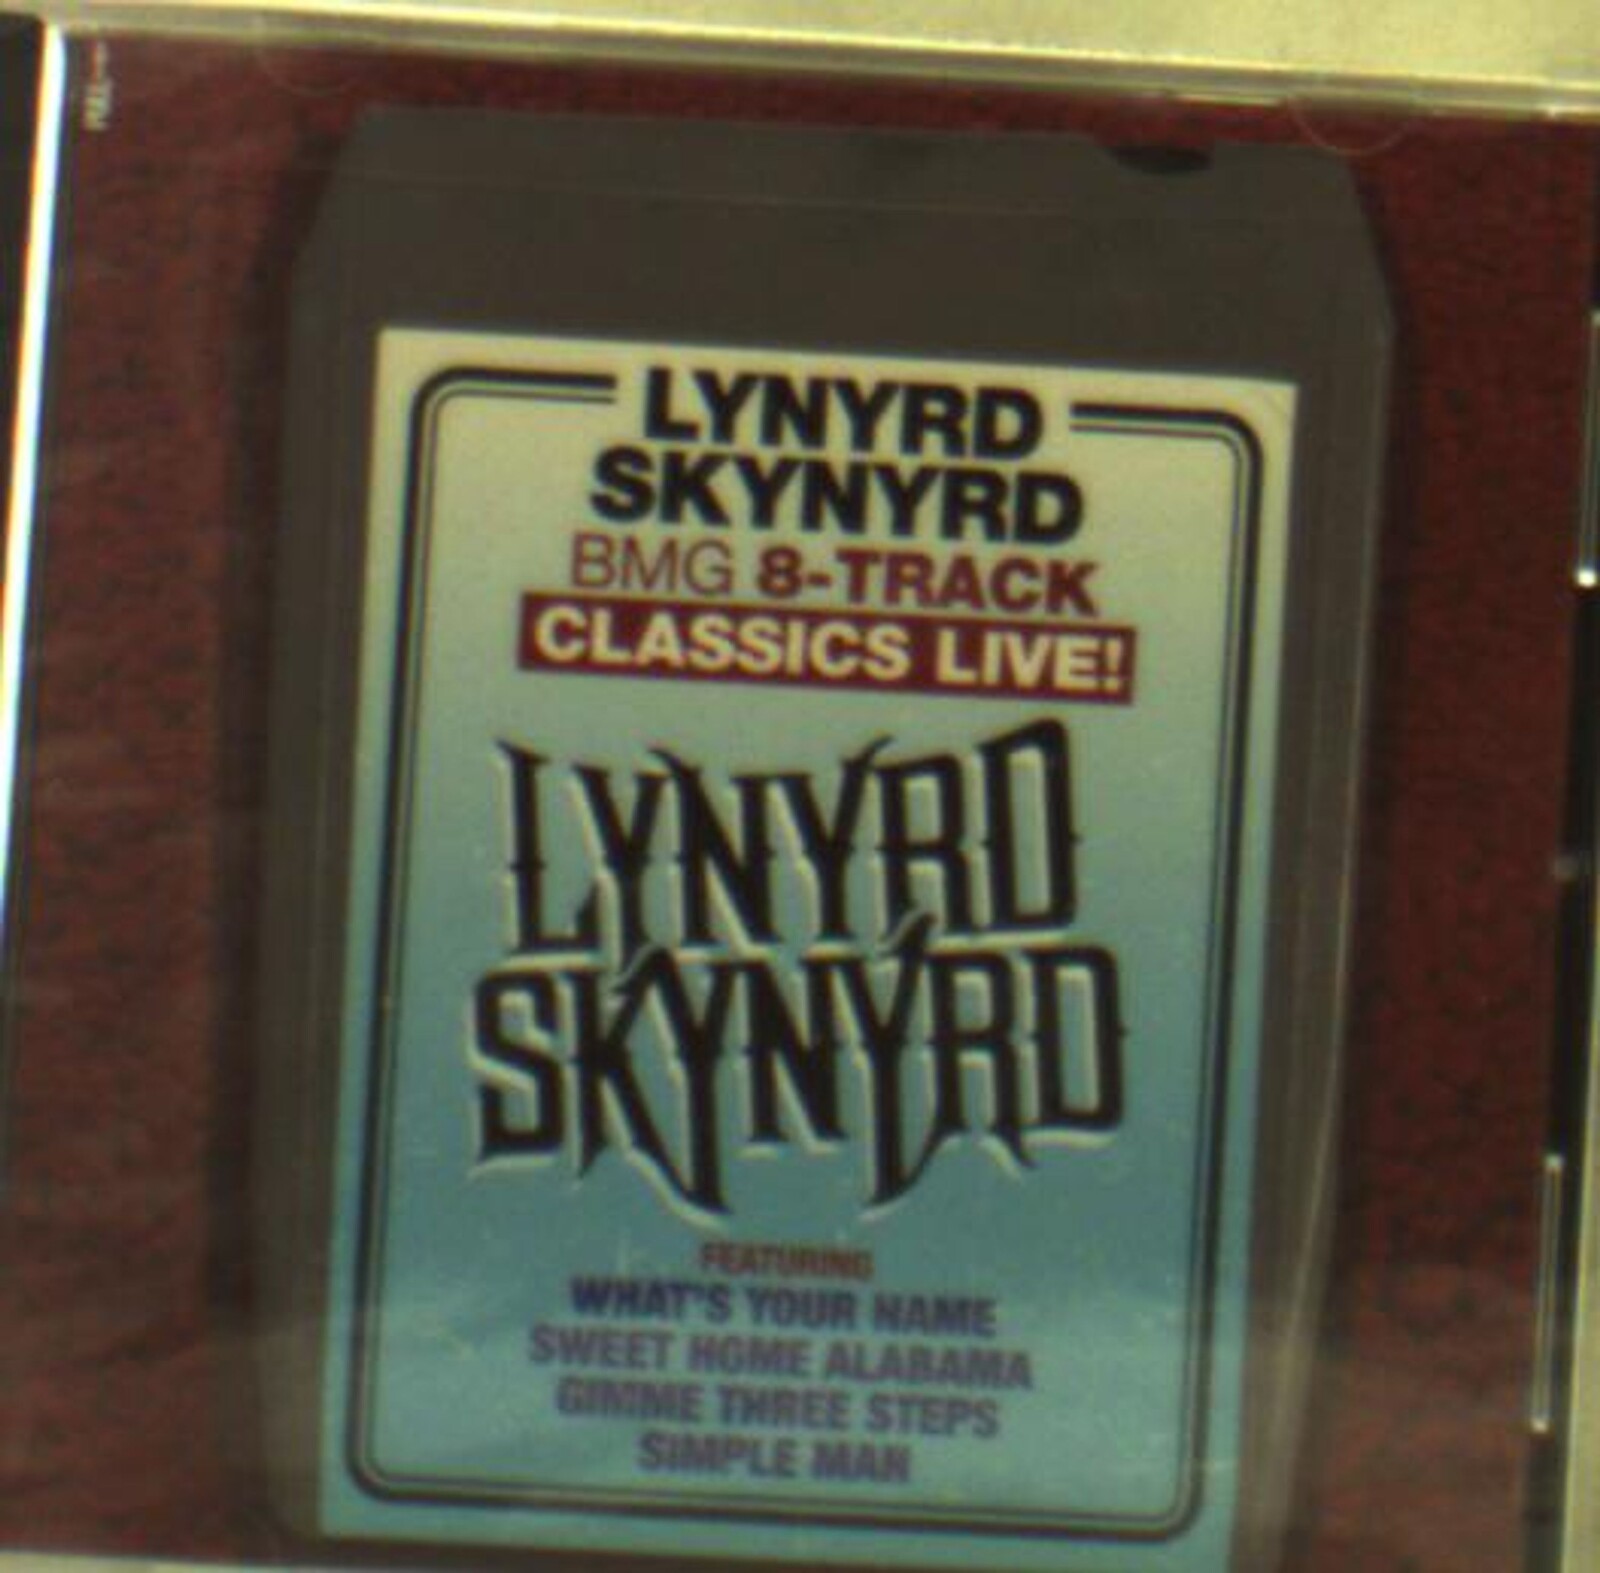 PULL
LYNYRD
SKYNYRD
BMG 8-TRACK
CLASSICS LIVE!
LYNYRD
SKYNYRD
FEATURING
WHAT'S YOUR NAME
SWEET HOME ALABAMA
GIMME THREE STEPS
SIMPLE MAN